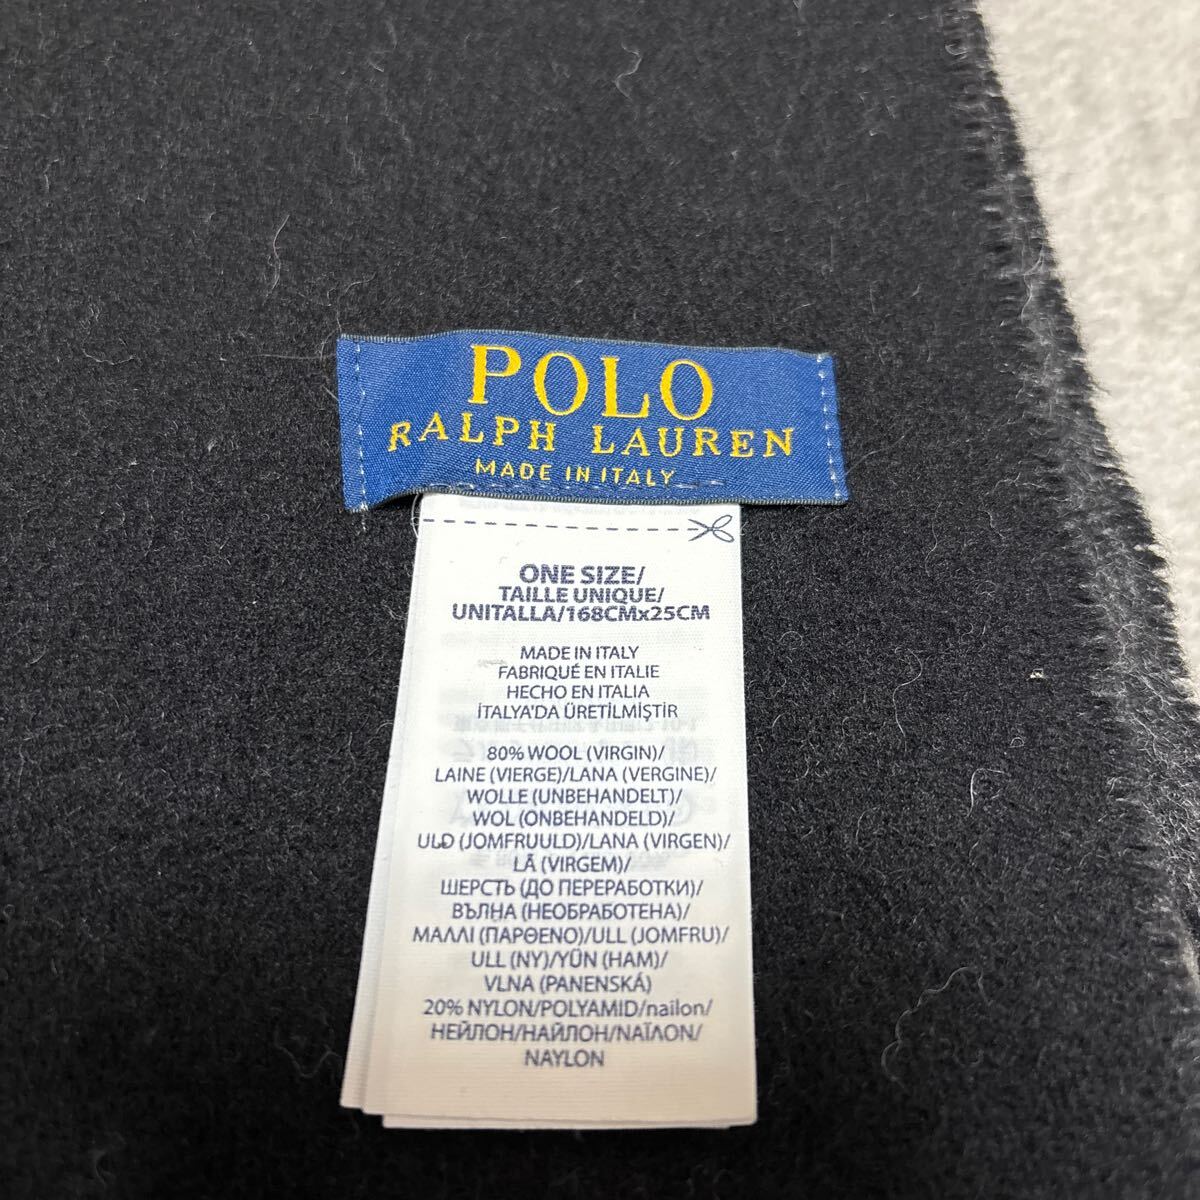 POLO
RALPH LAUREN
MADE IN ITALY
ONE SIZE/
TAILLE UNIQUE/
UNITALLA/168CMx25CM
MADE IN ITALY
FABRIQUÉ EN ITALIE
HECHO EN ITALIA
İTALYA'DA ÜRETİLMİŞTİR
80% WOOL (VIRGIN)/
LAINE (VIERGE)/LANA (VERGINE)/
WOLLE (UNBEHANDELT)/
WOL (ONBEHANDELD)/
ULD (JOMFRUULD)/LANA (VIRGEN)/
LÃ (VIRGEM)/
ШЕРСТЬ (ДО ПЕРЕРАБОТКИ)/
ВЪЛНА (НЕОБРАБОТЕНА)/
ΜΑΛΛΙ (ΠΑΡΘΕΝΟ)/ULL (JOMFRU)/
ULL (NY)/YÜN (HAM)/
VLNA (PANENSKÁ)
20% NYLON/POLYAMID/nailon/
НЕЙЛОН/НАЙЛОН/ΝΑΪΛΟΝ/
NAYLON